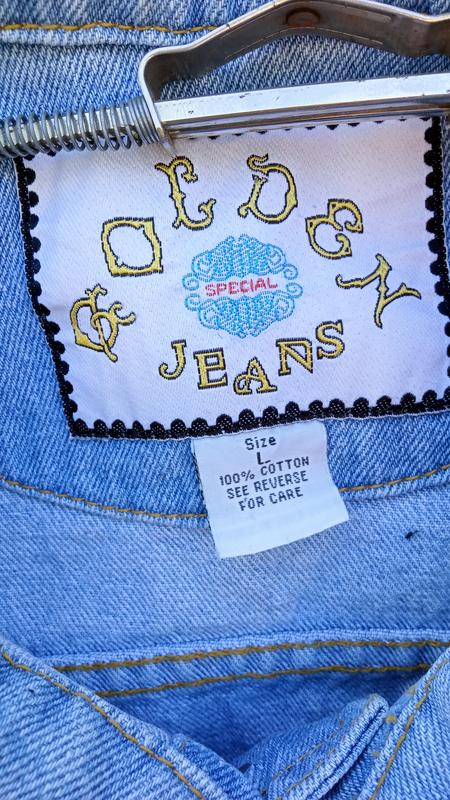 GOLDEN
SPECIAL
JEANS
Size
L
100% COTTON
SEE REVERSE
FOR CARE